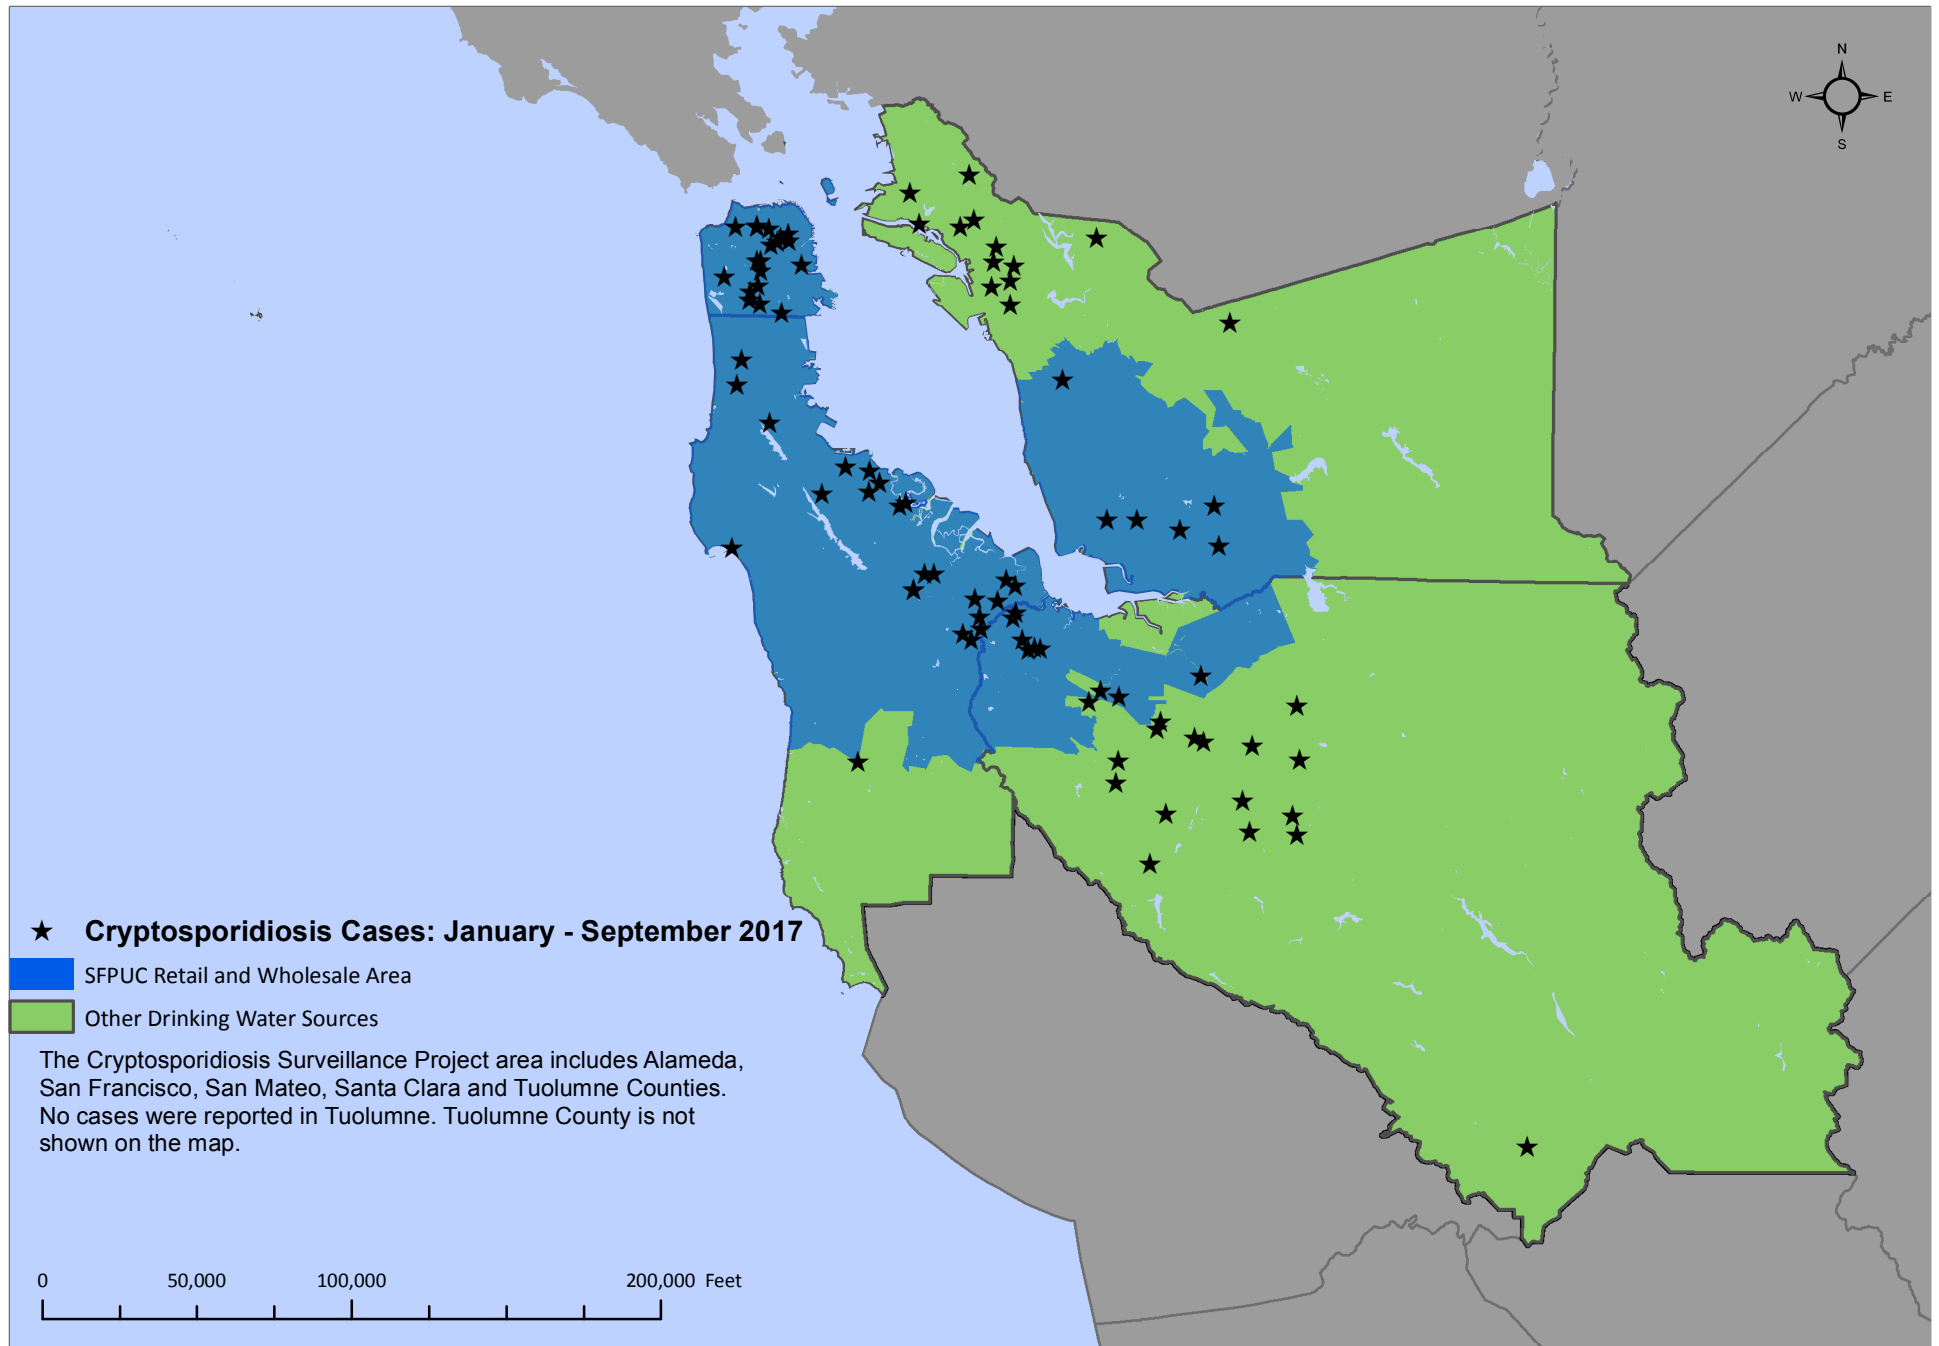 N
W E
S
Cryptosporidiosis Cases: January - September 2017
SFPUC Retail and Wholesale Area
Other Drinking Water Sources
The Cryptosporidiosis Surveillance Project area includes Alameda,
San Francisco, San Mateo, Santa Clara and Tuolumne Counties.
No cases were reported in Tuolumne. Tuolumne County is not
shown on the map.
0 50,000 100,000 200,000 Feet